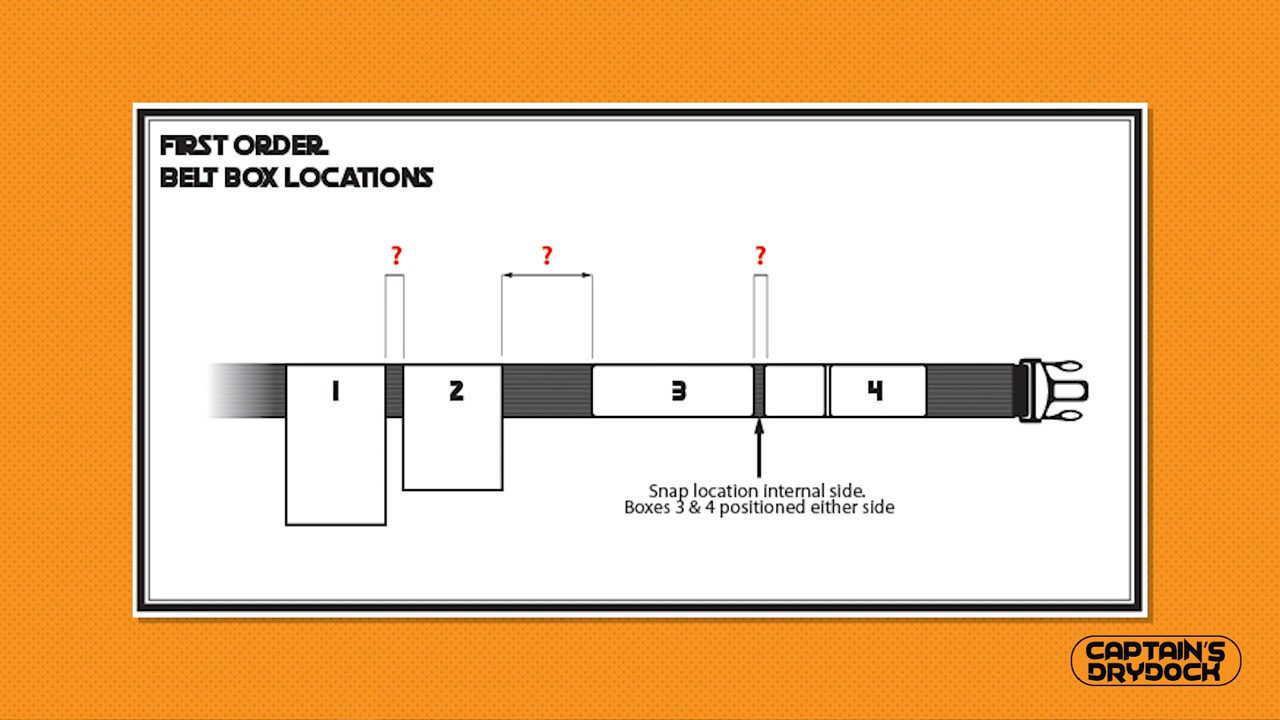 FIRST ORDER
BELT BOX LOCATIONS
? ? ?
1 2 3 4
Snap location internal side.
Boxes 3 & 4 positioned either side
CAPTAIN'S
DRYDOCK